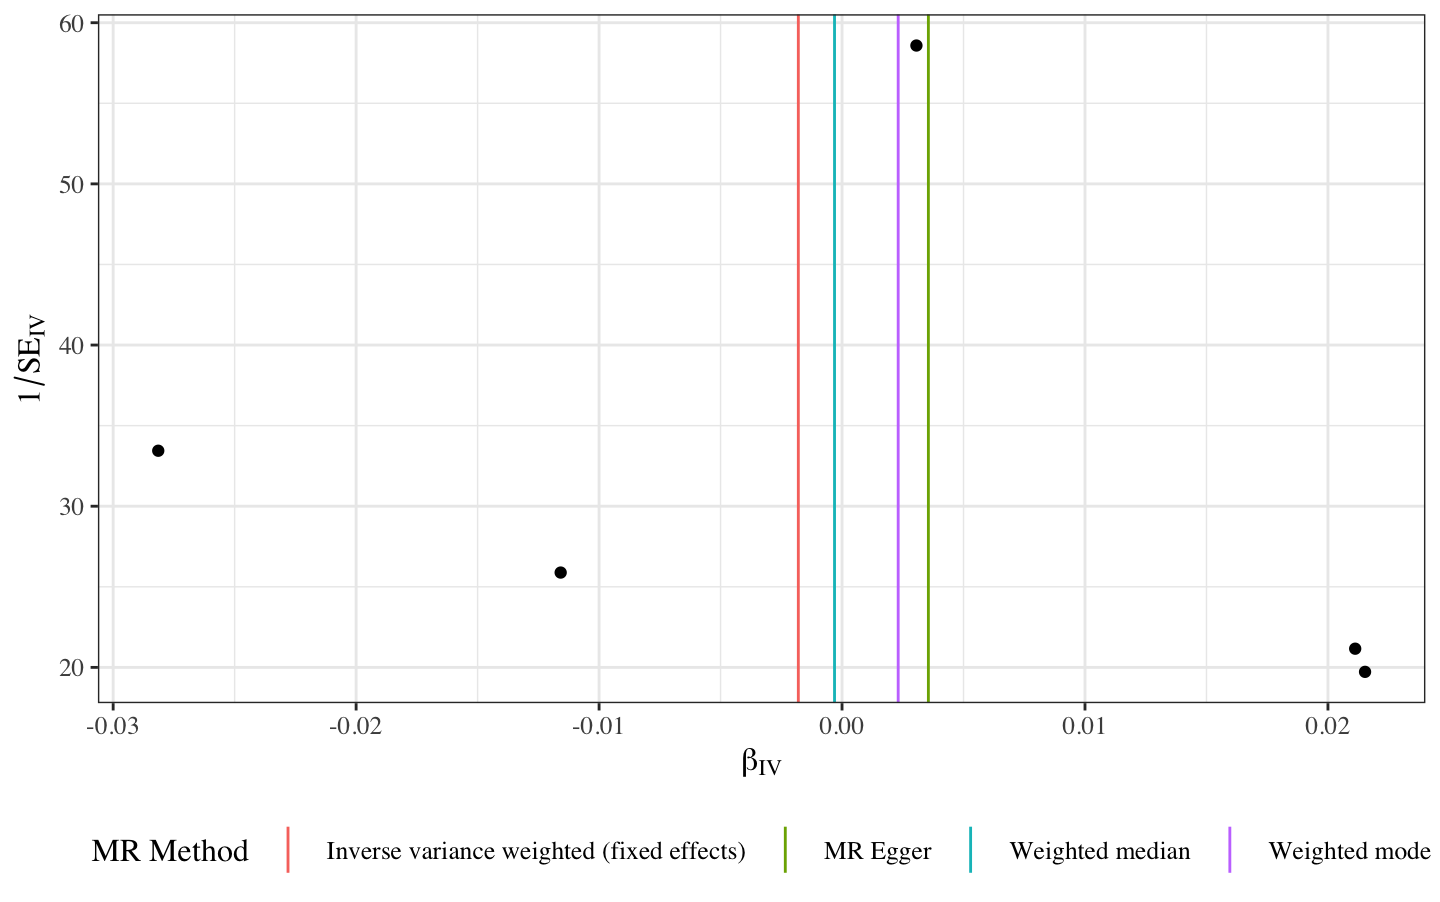 60
50
40
30
20
1/SE_IV
-0.03 -0.02 -0.01 0.00 0.01 0.02
β_IV
MR Method Inverse variance weighted (fixed effects) MR Egger Weighted median Weighted mode